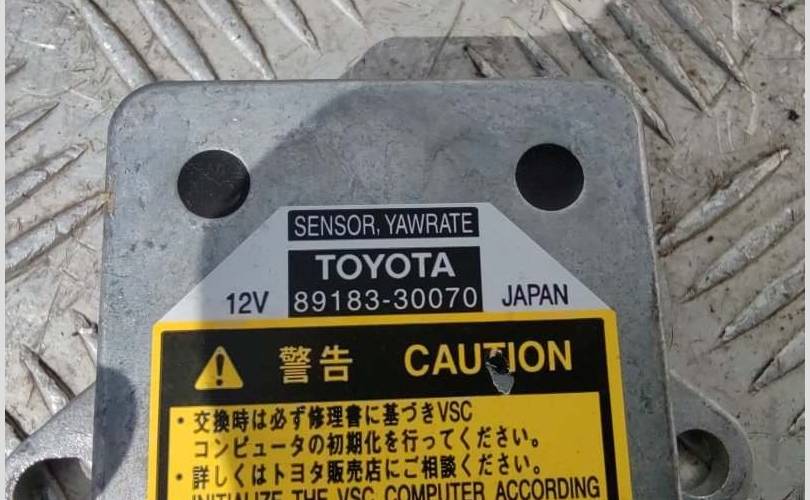 SENSOR, YAWRATE
TOYOTA
12V 89183-30070 JAPAN
警告 CAUTION
・交換時は必ず修理書に基づきVSC
コンピュータの初期化を行ってください。
・詳しくはトヨタ販売店にご相談ください。
INITIALIZE THE VSC COMPUTER ACCORDING